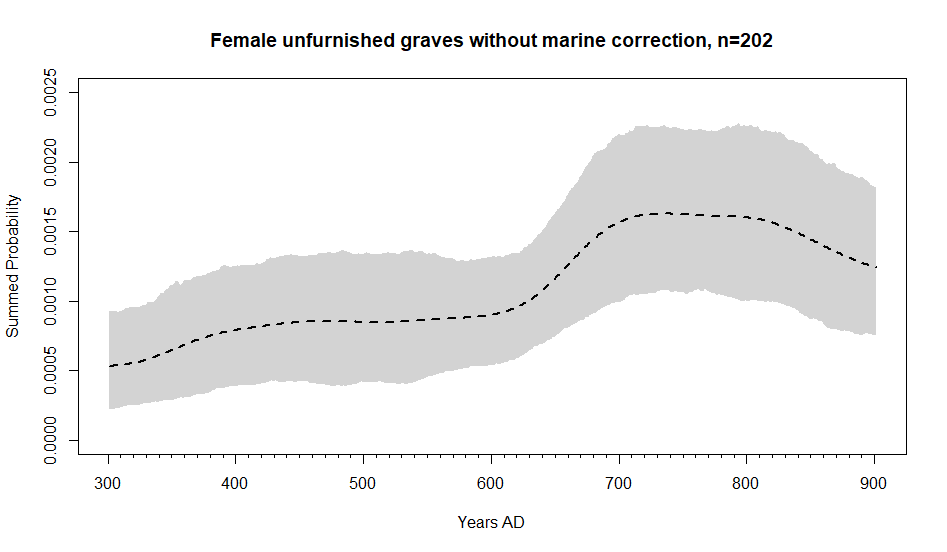 Female unfurnished graves without marine correction, n=202
Summed Probability
0.0025
0.0020
0.0015
0.0010
0.0005
0.0000
300 400 500 600 700 800 900
Years AD